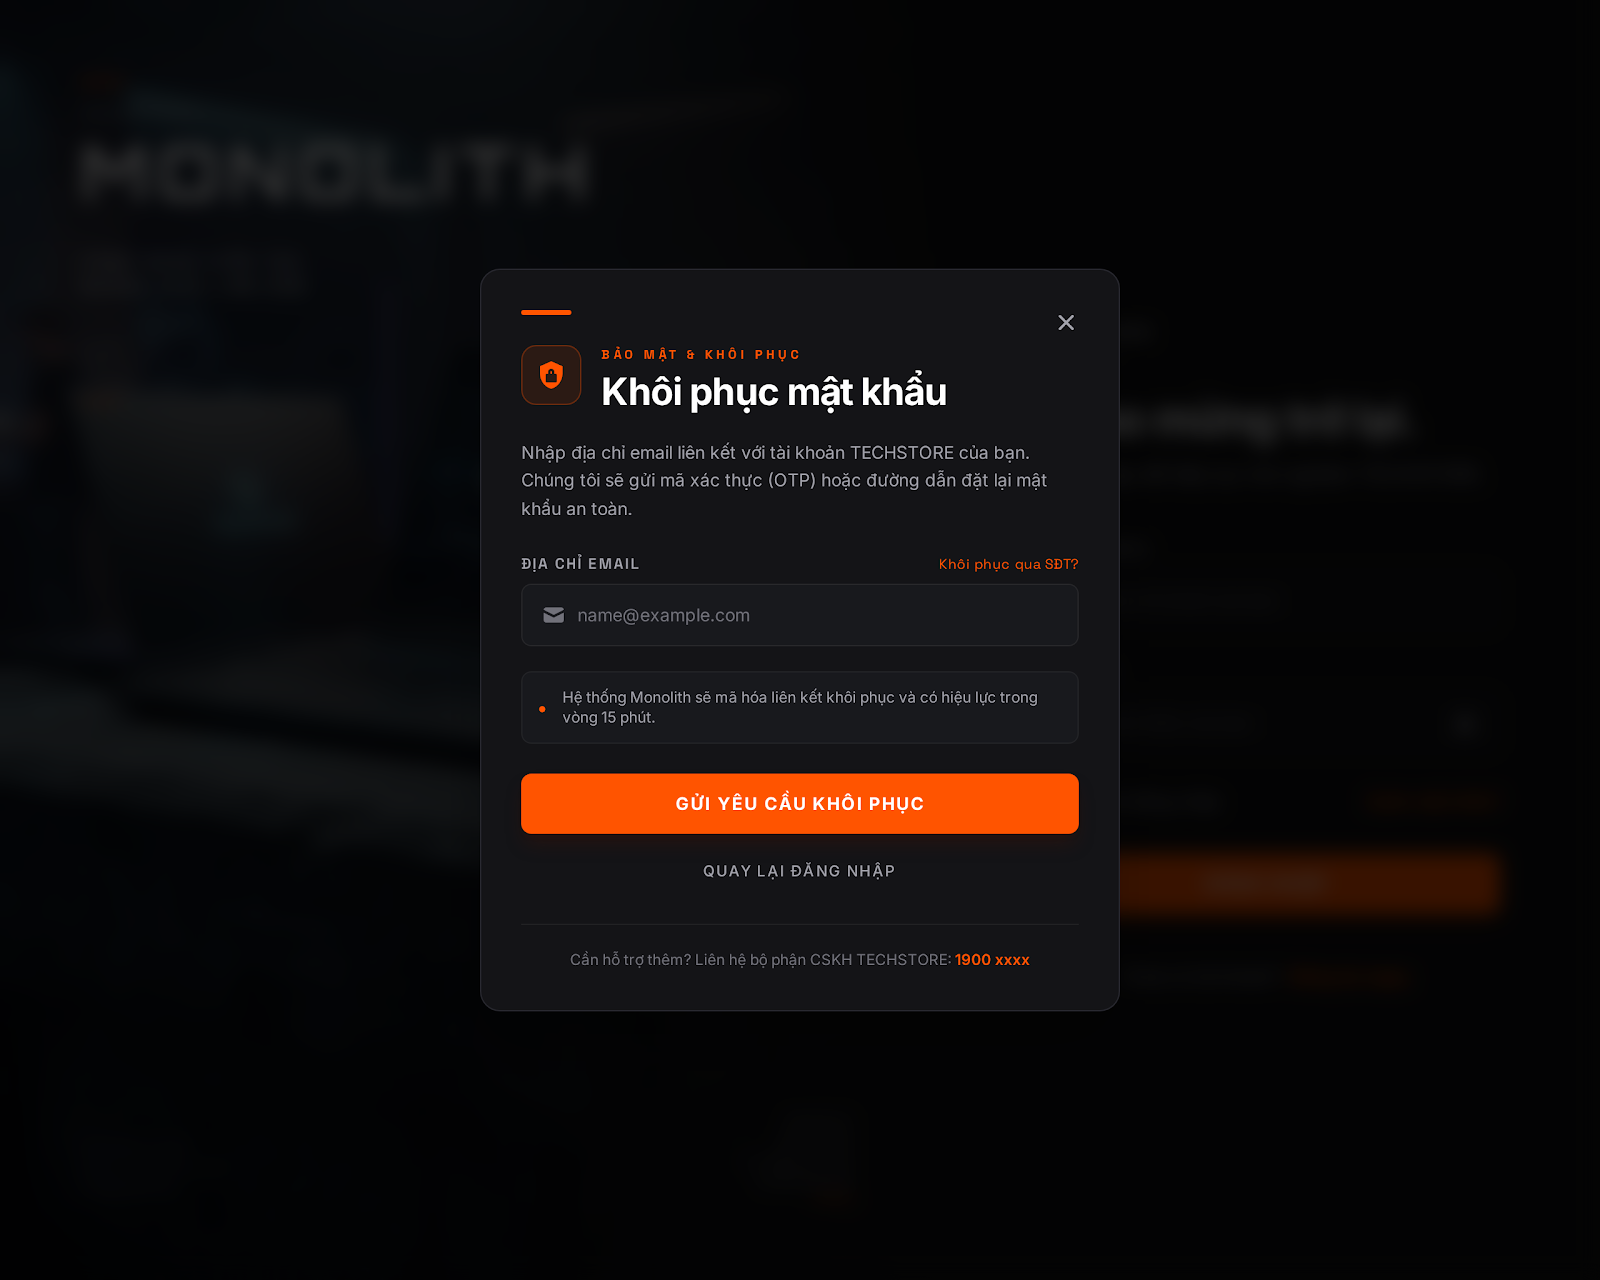 MONOLITH
BẢO MẬT & KHÔI PHỤC
Khôi phục mật khẩu
Nhập địa chỉ email liên kết với tài khoản TECHSTORE của bạn.
Chúng tôi sẽ gửi mã xác thực (OTP) hoặc đường dẫn đặt lại mật
khẩu an toàn.
ĐỊA CHỈ EMAIL
Khôi phục qua SĐT?
name@example.com
Hệ thống Monolith sẽ mã hóa liên kết khôi phục và có hiệu lực trong
vòng 15 phút.
GỬI YÊU CẦU KHÔI PHỤC
QUAY LẠI ĐĂNG NHẬP
Cần hỗ trợ thêm? Liên hệ bộ phận CSKH TECHSTORE: 1900 xxxx
mừng trở lại.